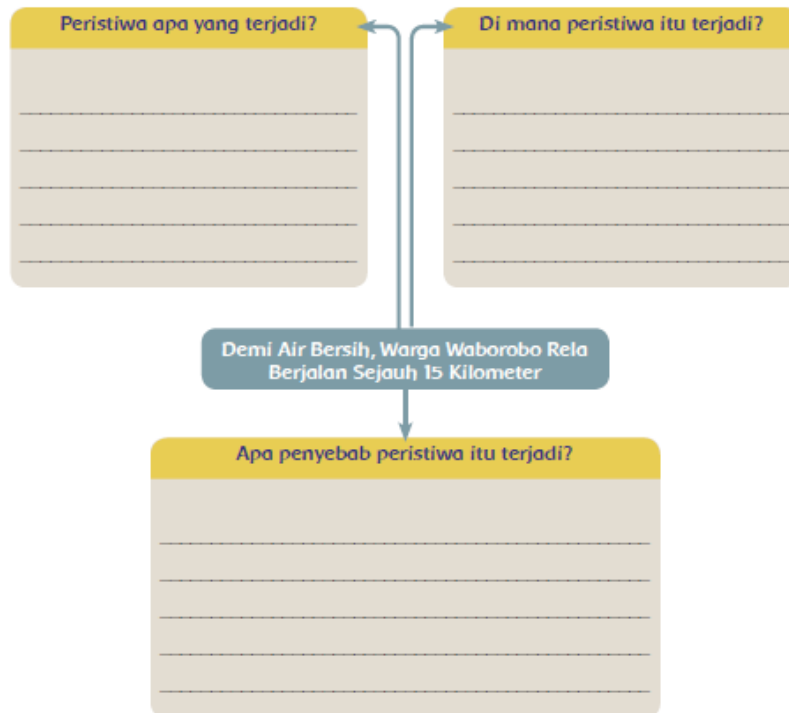 Peristiwa apa yang terjadi?
Di mana peristiwa itu terjadi?
Demi Air Bersih, Warga Waborobo Rela
Berjalan Sejauh 15 Kilometer
Apa penyebab peristiwa itu terjadi?